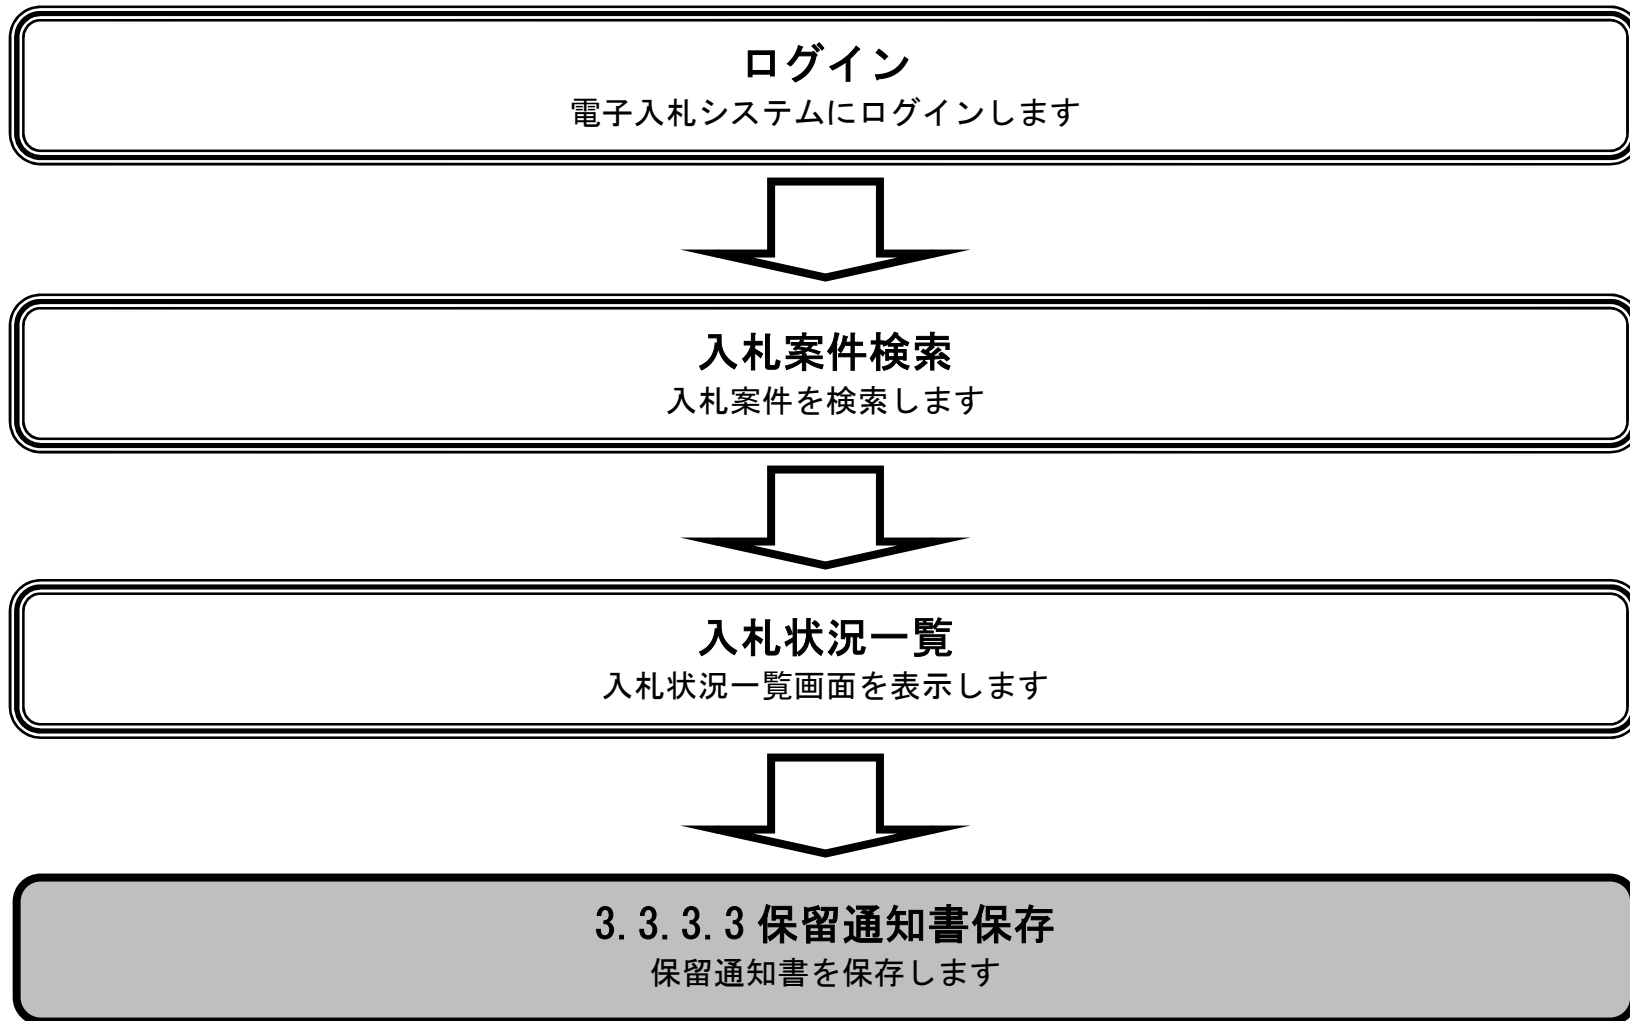 ログイン
電子入札システムにログインします
入札案件検索
入札案件を検索します
入札状況一覧
入札状況一覧画面を表示します
3.3.3.3保留通知書保存
保留通知書を保存します